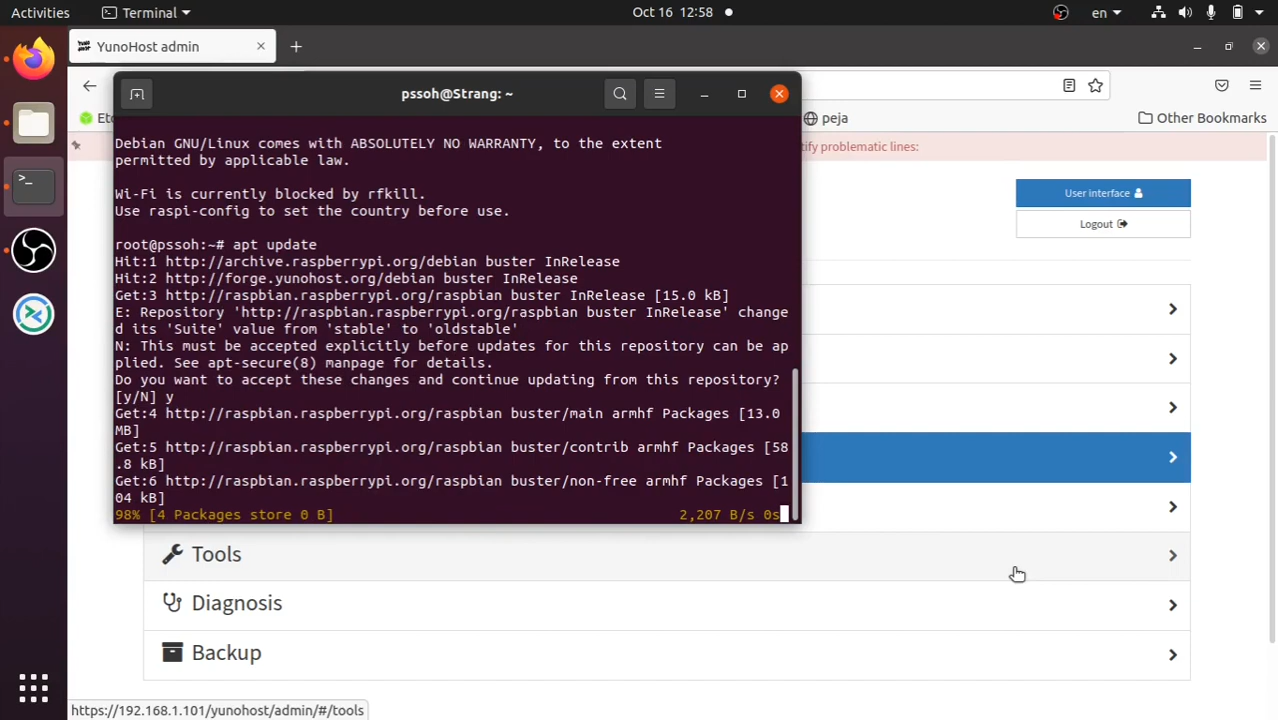 Activities
Terminal
Oct 16 12:58
en
YunoHost admin
pssoh@Strang: ~
peja
Other Bookmarks
tify problematic lines:
Debian GNU/Linux comes with ABSOLUTELY NO WARRANTY, to the extent
permitted by applicable law.
Wi-Fi is currently blocked by rfkill.
Use raspi-config to set the country before use.
root@pssoh:~# apt update
Hit:1 http://archive.raspberrypi.org/debian buster InRelease
Hit:2 http://forge.yunohost.org/debian buster InRelease
Get:3 http://raspbian.raspberrypi.org/raspbian buster InRelease [15.0 kB]
E: Repository 'http://raspbian.raspberrypi.org/raspbian buster InRelease' change
d its 'Suite' value from 'stable' to 'oldstable'
N: This must be accepted explicitly before updates for this repository can be ap
plied. See apt-secure(8) manpage for details.
Do you want to accept these changes and continue updating from this repository?
[y/N] y
Get:4 http://raspbian.raspberrypi.org/raspbian buster/main armhf Packages [13.0
MB]
Get:5 http://raspbian.raspberrypi.org/raspbian buster/contrib armhf Packages [58
.8 kB]
Get:6 http://raspbian.raspberrypi.org/raspbian buster/non-free armhf Packages [1
04 kB]
98% [4 Packages store 0 B] 2,207 B/s 0s
User interface
Logout
Tools
Diagnosis
Backup
https://192.168.1.101/yunohost/admin/#/tools